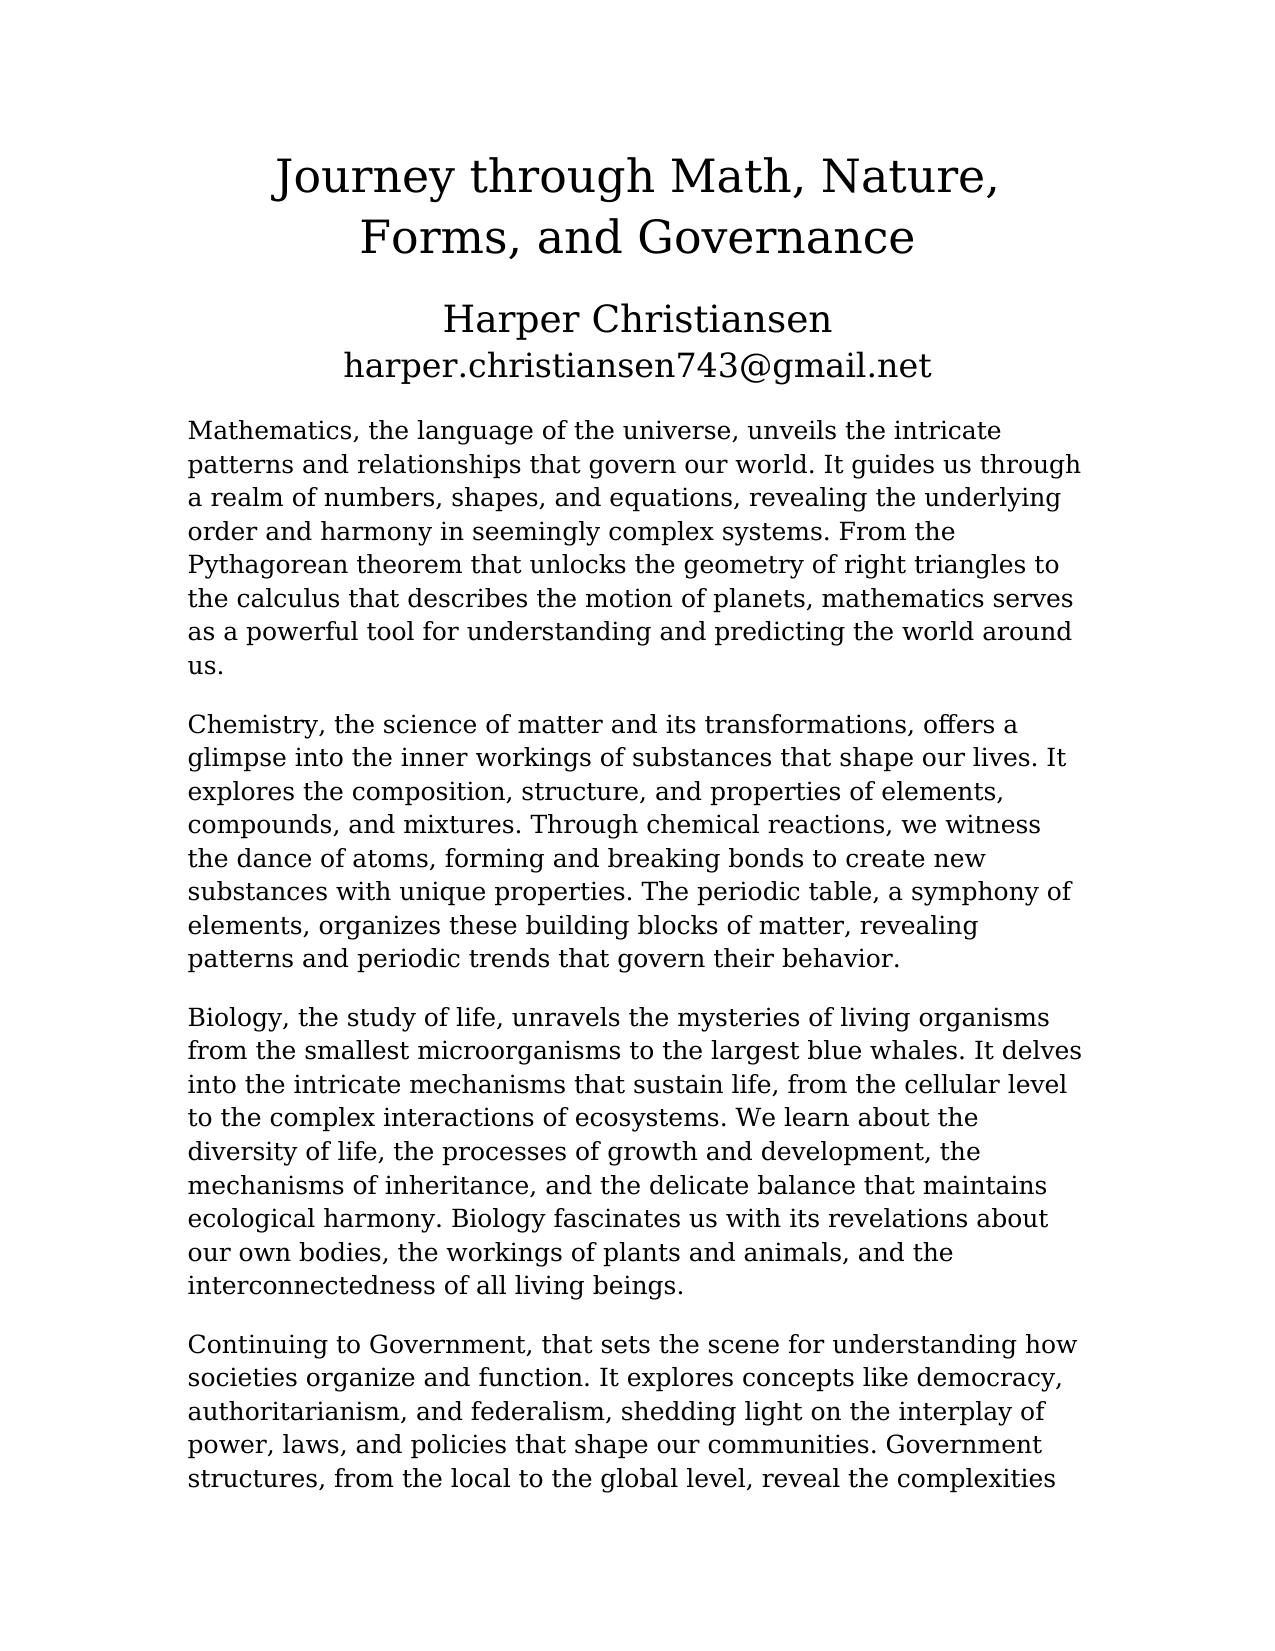 Journey through Math, Nature,
Forms, and Governance
Harper Christiansen
harper.christiansen743@gmail.net
Mathematics, the language of the universe, unveils the intricate
patterns and relationships that govern our world. It guides us through
a realm of numbers, shapes, and equations, revealing the underlying
order and harmony in seemingly complex systems. From the
Pythagorean theorem that unlocks the geometry of right triangles to
the calculus that describes the motion of planets, mathematics serves
as a powerful tool for understanding and predicting the world around
us.
Chemistry, the science of matter and its transformations, offers a
glimpse into the inner workings of substances that shape our lives. It
explores the composition, structure, and properties of elements,
compounds, and mixtures. Through chemical reactions, we witness
the dance of atoms, forming and breaking bonds to create new
substances with unique properties. The periodic table, a symphony of
elements, organizes these building blocks of matter, revealing
patterns and periodic trends that govern their behavior.
Biology, the study of life, unravels the mysteries of living organisms
from the smallest microorganisms to the largest blue whales. It delves
into the intricate mechanisms that sustain life, from the cellular level
to the complex interactions of ecosystems. We learn about the
diversity of life, the processes of growth and development, the
mechanisms of inheritance, and the delicate balance that maintains
ecological harmony. Biology fascinates us with its revelations about
our own bodies, the workings of plants and animals, and the
interconnectedness of all living beings.
Continuing to Government, that sets the scene for understanding how
societies organize and function. It explores concepts like democracy,
authoritarianism, and federalism, shedding light on the interplay of
power, laws, and policies that shape our communities. Government
structures, from the local to the global level, reveal the complexities